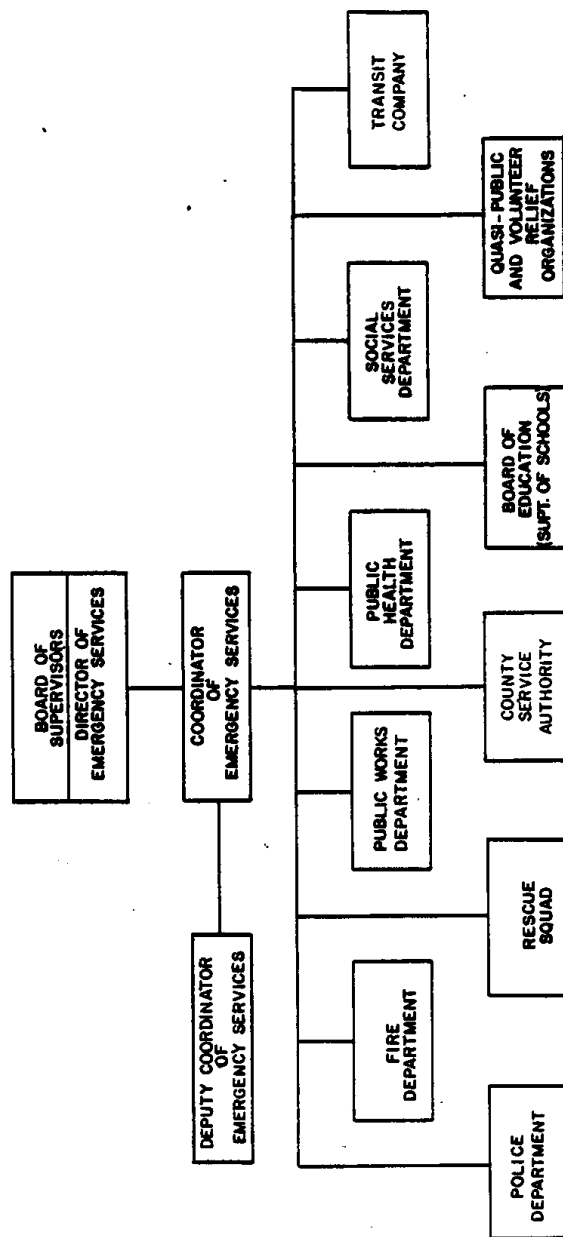 BOARD OF
SUPERVISORS
DIRECTOR OF
EMERGENCY SERVICES
COORDINATOR
OF
EMERGENCY SERVICES
DEPUTY COORDINATOR
OF
EMERGENCY SERVICES
FIRE
DEPARTMENT
PUBLIC WORKS
DEPARTMENT
PUBLIC
HEALTH
DEPARTMENT
SOCIAL
SERVICES
DEPARTMENT
TRANSIT
COMPANY
POLICE
DEPARTMENT
RESCUE
SQUAD
COUNTY
SERVICE
AUTHORITY
BOARD OF
EDUCATION
(SUPT. OF SCHOOLS)
QUASI-PUBLIC
AND VOLUNTEER
RELIEF
ORGANIZATIONS